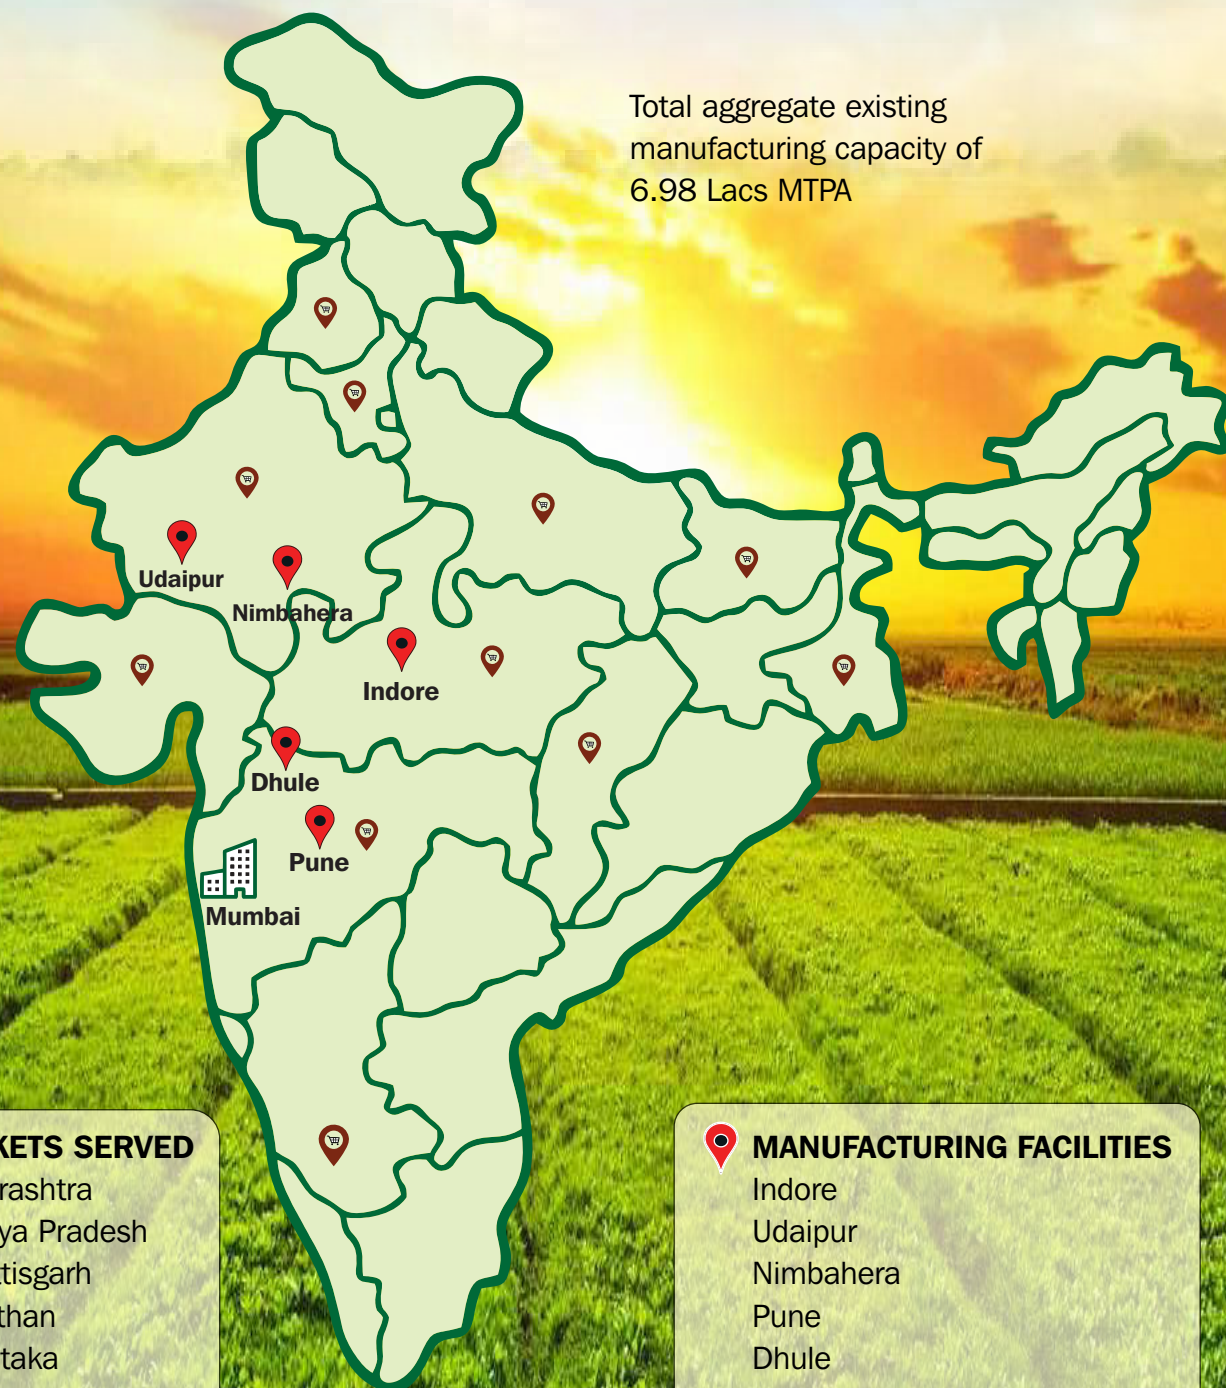 Total aggregate existing
manufacturing capacity of
6.98 Lacs MTPA
Udaipur
Nimbahera
Indore
Dhule
Pune
Mumbai
KETS SERVED
rashtra
ya Pradesh
tisgarh
than
taka
MANUFACTURING FACILITIES
Indore
Udaipur
Nimbahera
Pune
Dhule